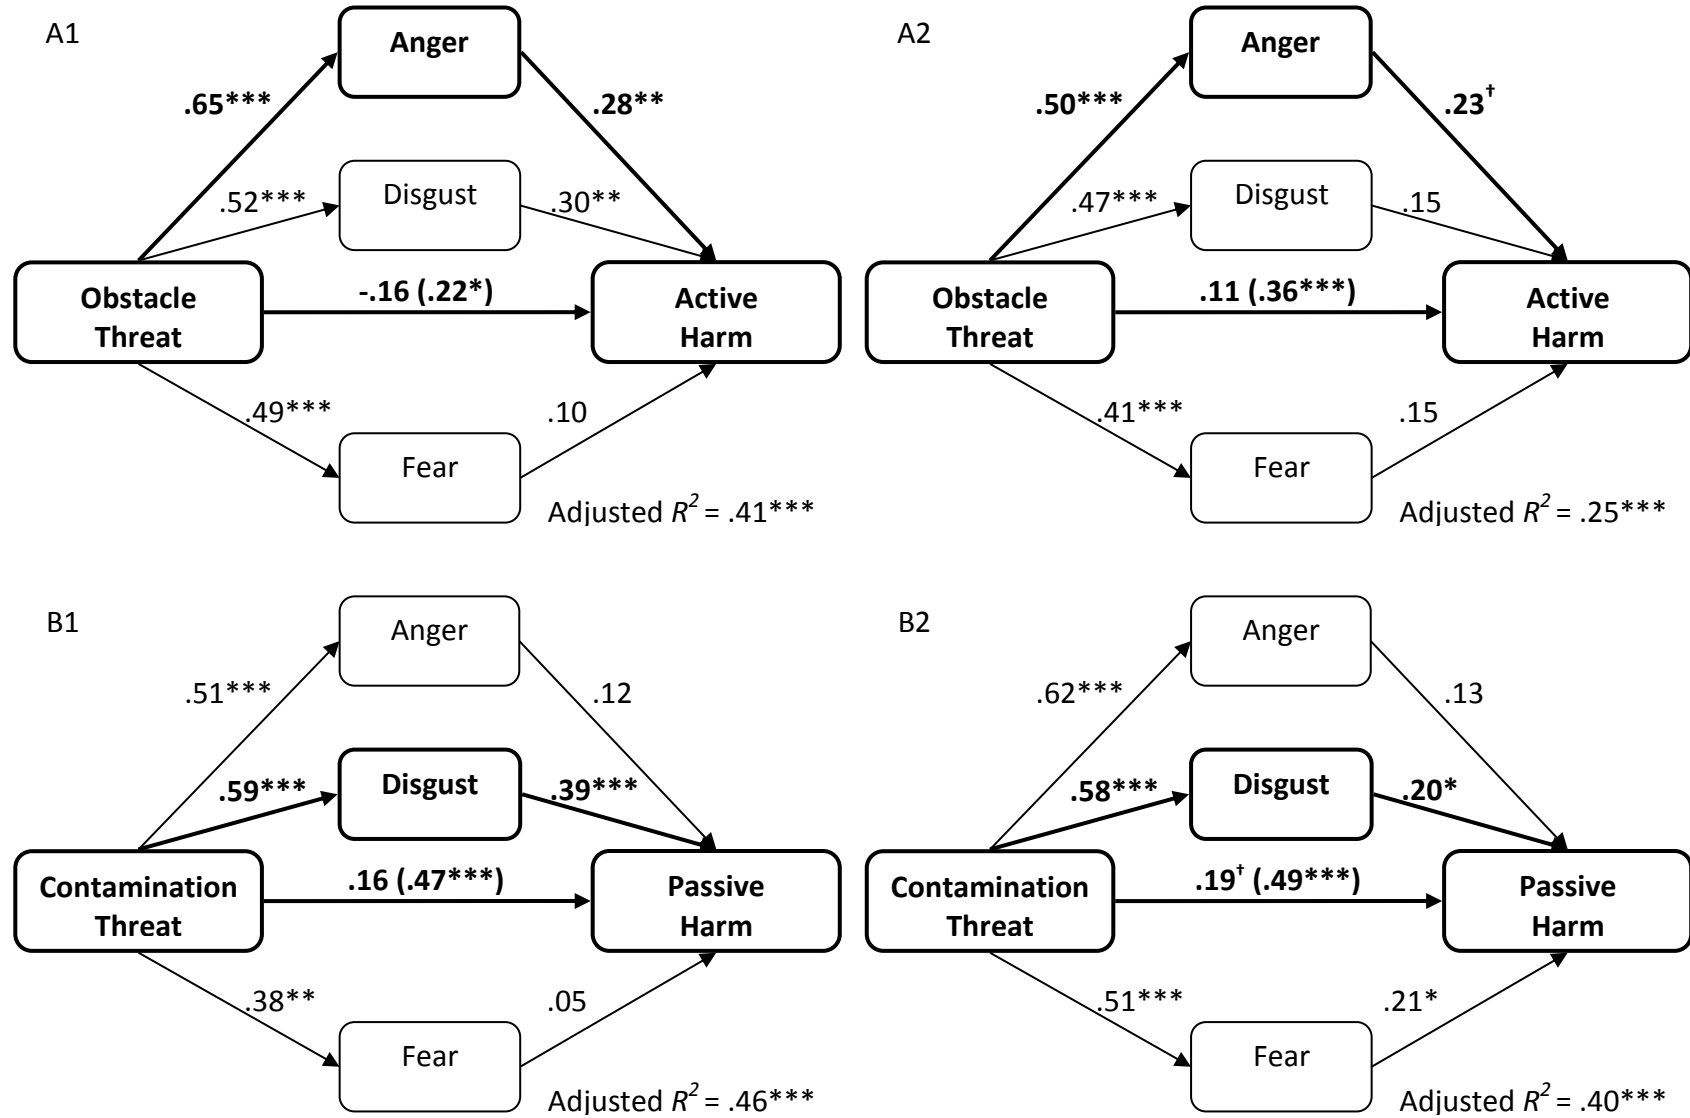 A1
Anger
.65***
.28**
Disgust
.52***
.30**
Obstacle
Threat
-.16 (.22*)
Active
Harm
.49***
.10
Fear
Adjusted R² = .41***
A2
Anger
.50***
.23†
Disgust
.47***
.15
Obstacle
Threat
.11 (.36***)
Active
Harm
.41***
.15
Fear
Adjusted R² = .25***
B1
Anger
.51***
.12
Disgust
.59***
.39***
Contamination
Threat
.16 (.47***)
Passive
Harm
.38**
.05
Fear
Adjusted R² = .46***
B2
Anger
.62***
.13
Disgust
.58***
.20*
Contamination
Threat
.19† (.49***)
Passive
Harm
.51***
.21*
Fear
Adjusted R² = .40***